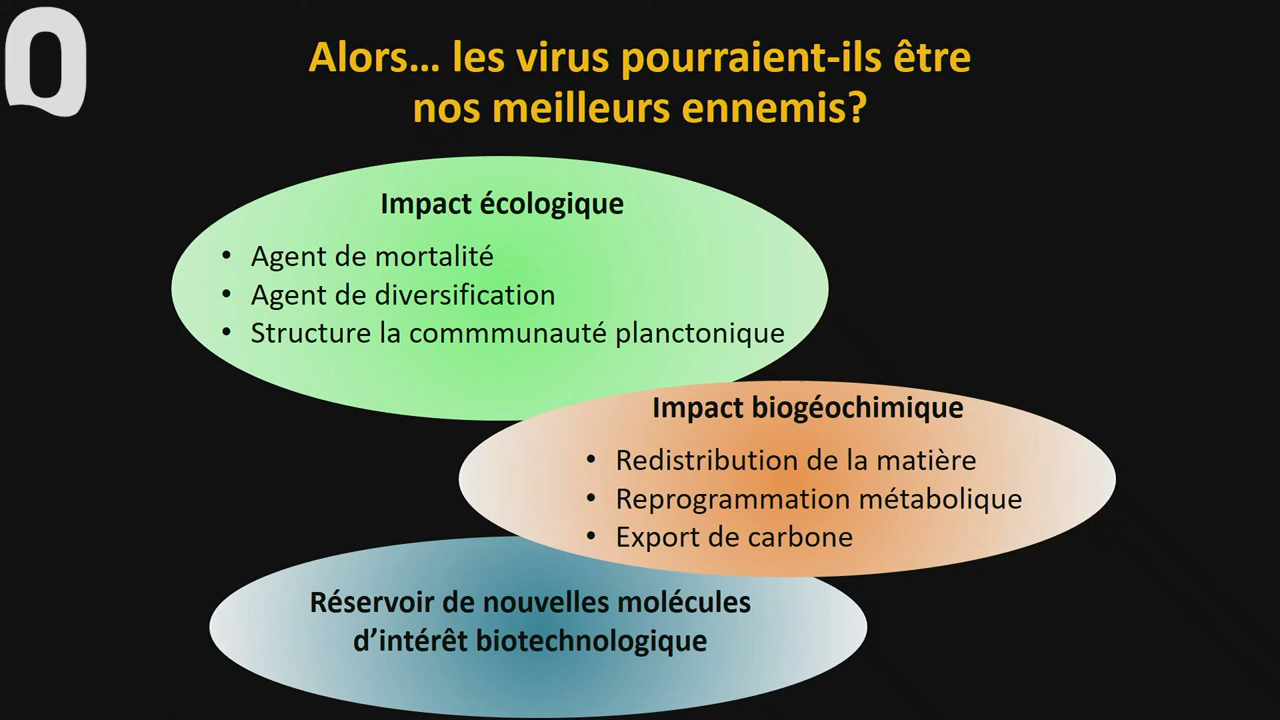 Q
Alors... les virus pourraient-ils être
nos meilleurs ennemis?
Impact écologique
• Agent de mortalité
• Agent de diversification
• Structure la commmunauté planctonique
Impact biogéochimique
• Redistribution de la matière
• Reprogrammation métabolique
• Export de carbone
Réservoir de nouvelles molécules
d’intérêt biotechnologique